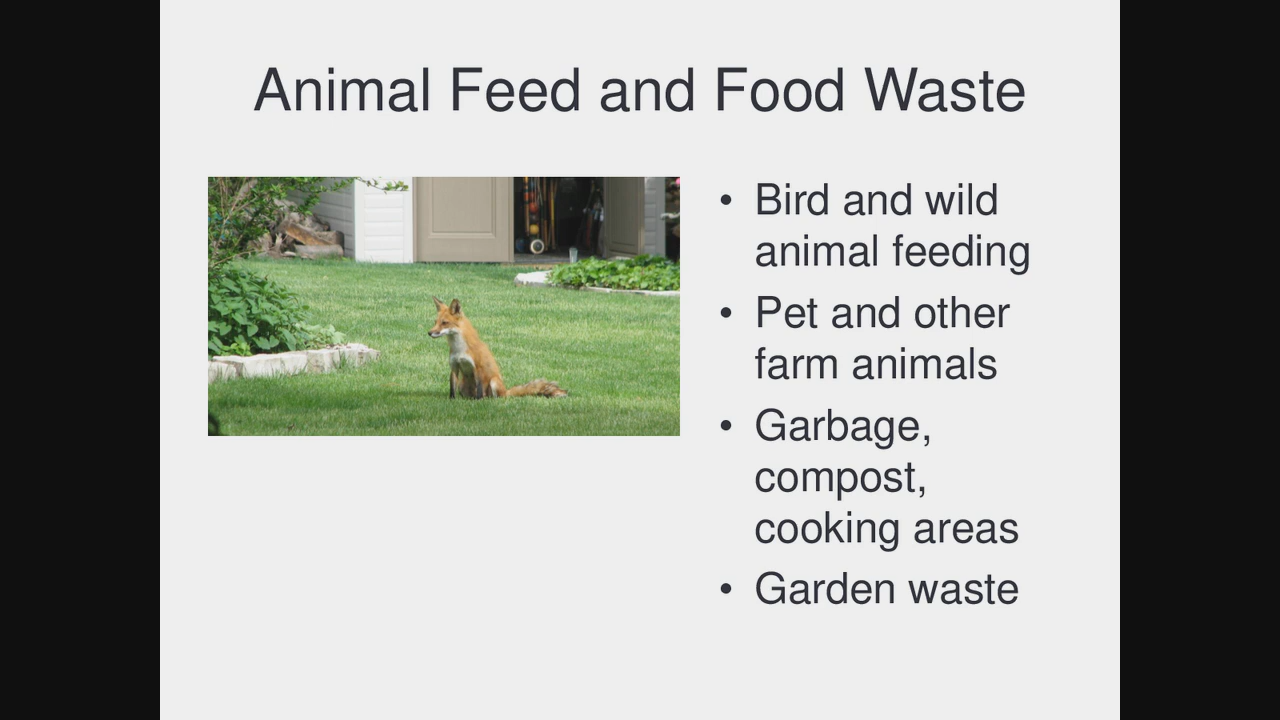 Animal Feed and Food Waste
• Bird and wild
animal feeding
• Pet and other
farm animals
• Garbage,
compost,
cooking areas
• Garden waste